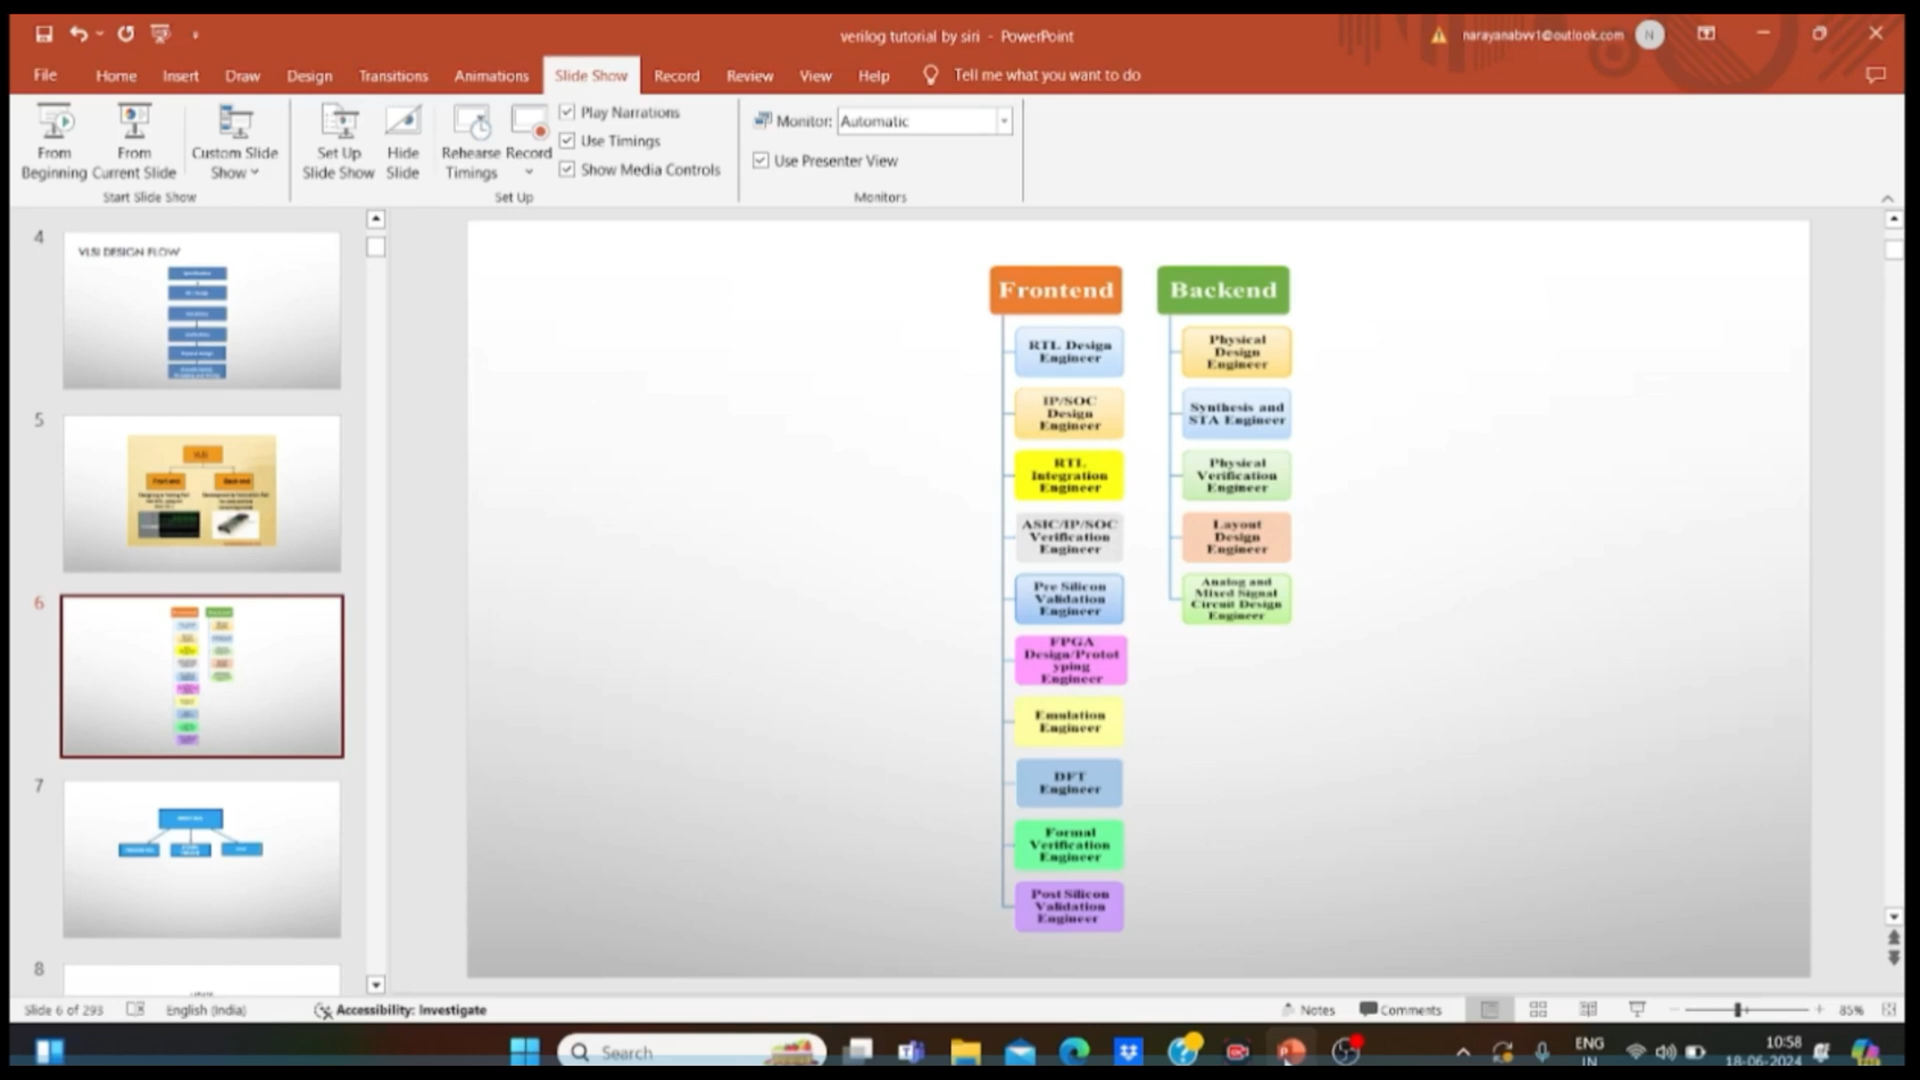 verilog tutorial by siri - PowerPoint
narayanabvv1@outlook.com
N
File Home Insert Draw Design Transitions Animations Slide Show Record Review View Help Tell me what you want to do
From Beginning
From Current Slide
Custom Slide Show
Start Slide Show
Set Up Slide Show
Hide Slide
Rehearse Timings
Record
Play Narrations
Use Timings
Show Media Controls
Set Up
Monitor: Automatic
Use Presenter View
Monitors
4
VLSI DESIGN FLOW
5
6
7
8
Frontend
RTL Design
Engineer
IP/SOC
Design
Engineer
RTL
Integration
Engineer
ASIC/IP/SOC
Verification
Engineer
Pre Silicon
Validation
Engineer
FPGA
Design/Protot
yping
Engineer
Emulation
Engineer
DFT
Engineer
Formal
Verification
Engineer
Post Silicon
Validation
Engineer
Backend
Physical
Design
Engineer
Synthesis and
STA Engineer
Physical
Verification
Engineer
Layout
Design
Engineer
Analog and
Mixed Signal
Circuit Design
Engineer
Slide 6 of 293 English (India) Accessibility: Investigate Notes Comments 85%
Search
ENG
IN
10:58
18-06-2024